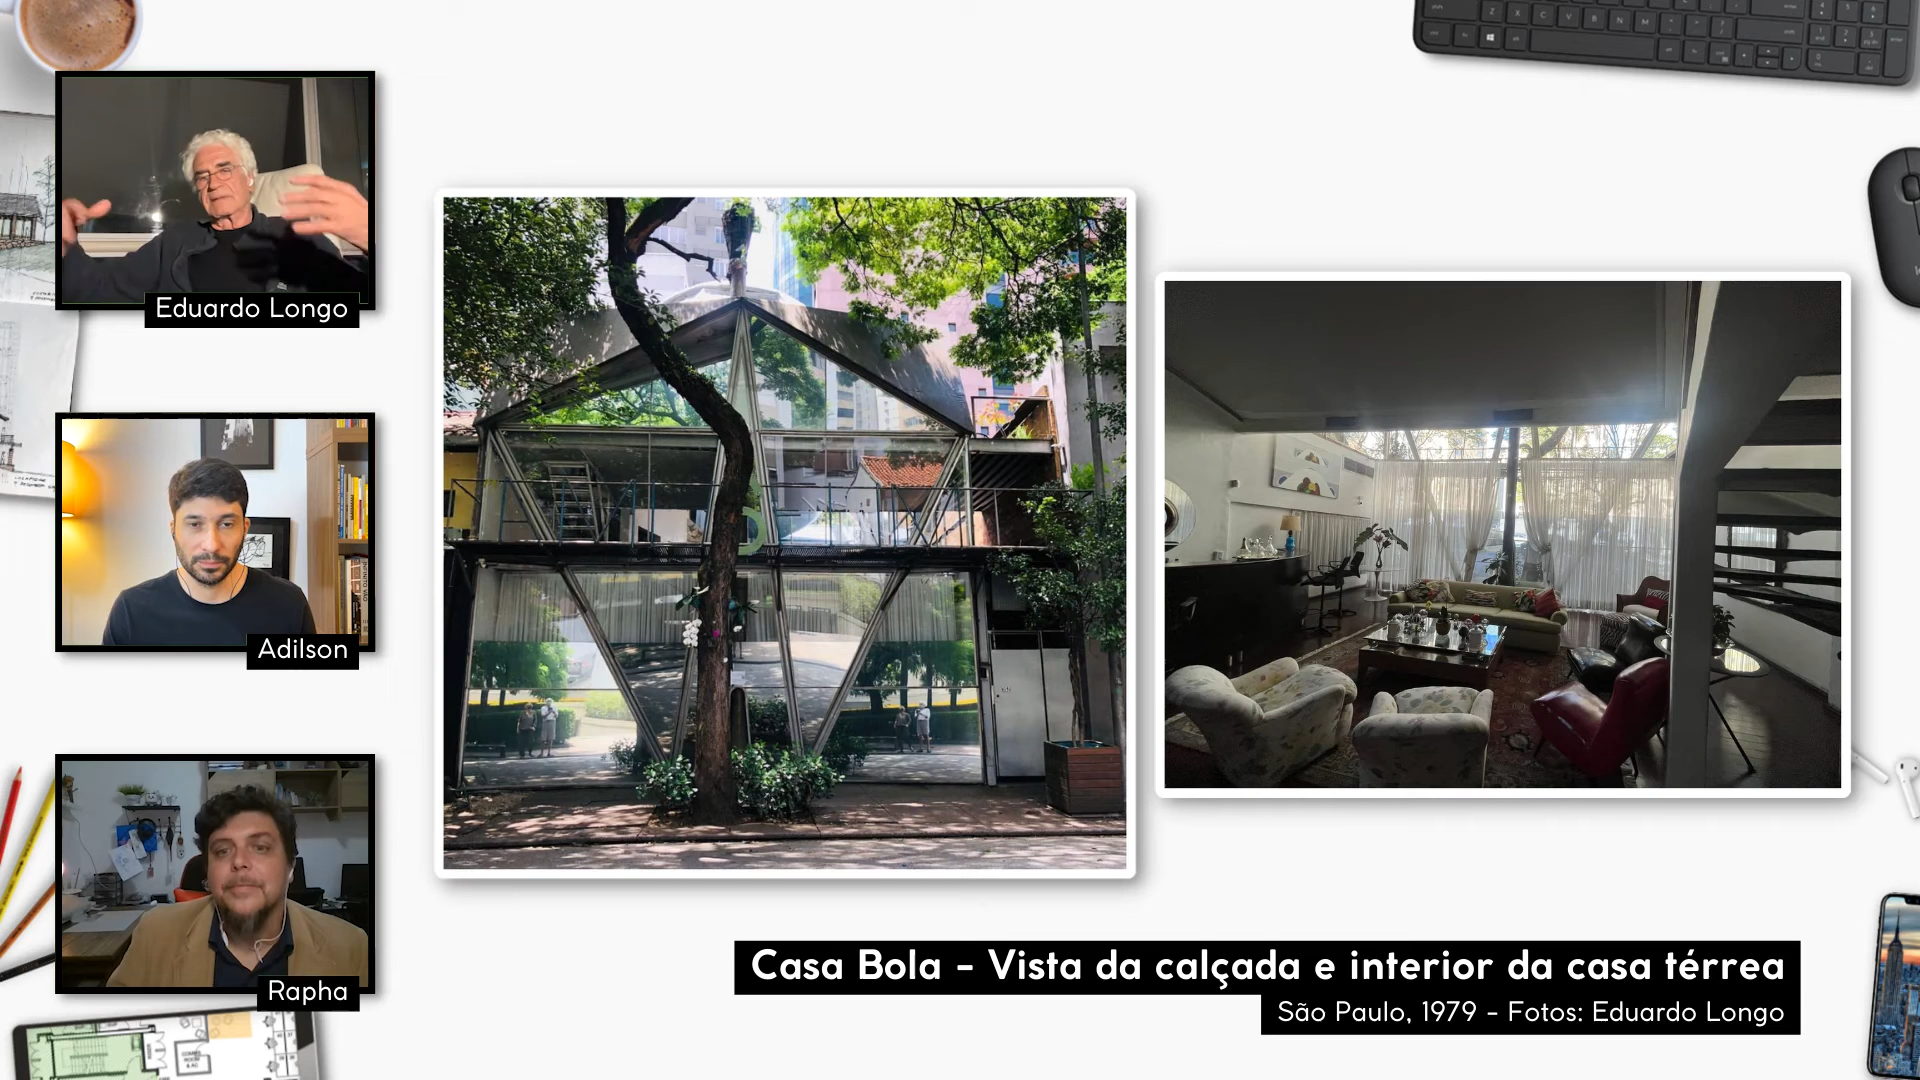 Eduardo Longo
Adilson
Rapha
Casa Bola - Vista da calçada e interior da casa térrea
São Paulo, 1979 - Fotos: Eduardo Longo